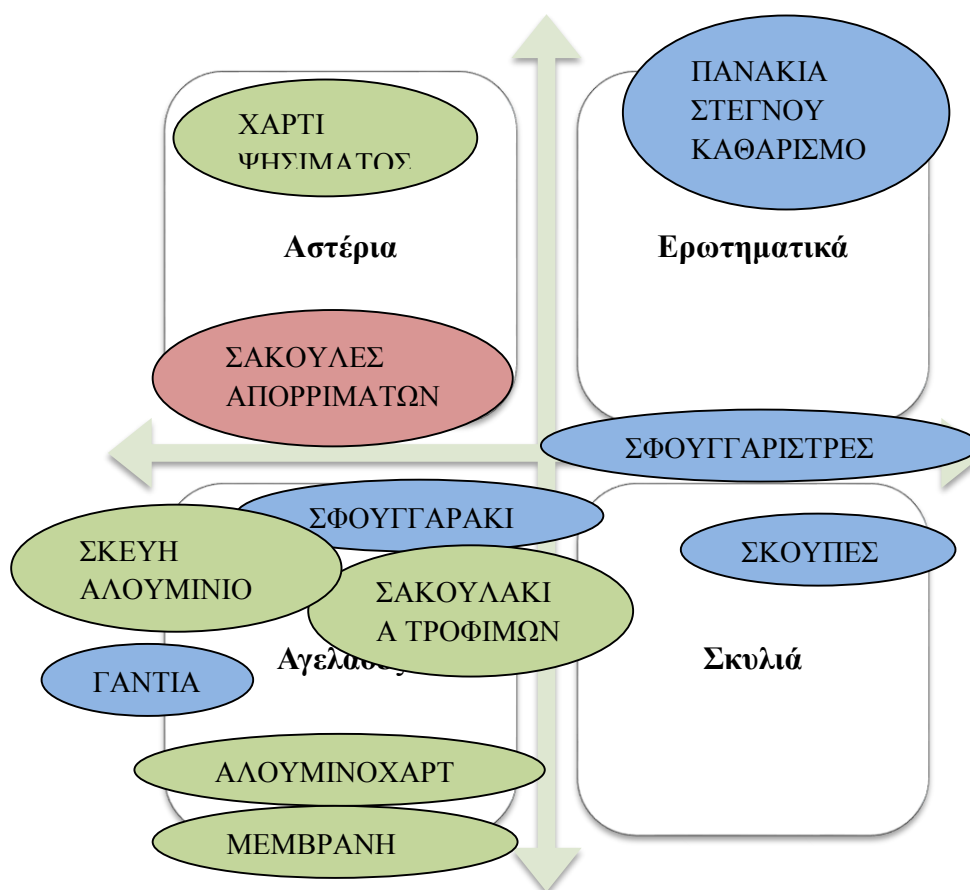 ΧΑΡΤΙ
ΨΗΣΙΜΑΤΟΣ
Αστέρια
ΣΑΚΟΥΛΕΣ
ΑΠΟΡΡΙΜΑΤΩΝ
ΠΑΝΑΚΙΑ
ΣΤΕΓΝΟΥ
ΚΑΘΑΡΙΣΜΟ
Ερωτηματικά
ΣΦΟΥΓΓΑΡΙΣΤΡΕΣ
ΣΦΟΥΓΓΑΡΑΚΙ
ΣΚΕΥΗ
ΑΛΟΥΜΙΝΙΟ
ΣΑΚΟΥΛΑΚΙ
Α ΤΡΟΦΙΜΩΝ
ΓΑΝΤΙΑ
ΑΛΟΥΜΙΝΟΧΑΡΤ
ΜΕΜΒΡΑΝΗ
ΣΚΟΥΠΕΣ
Σκυλιά